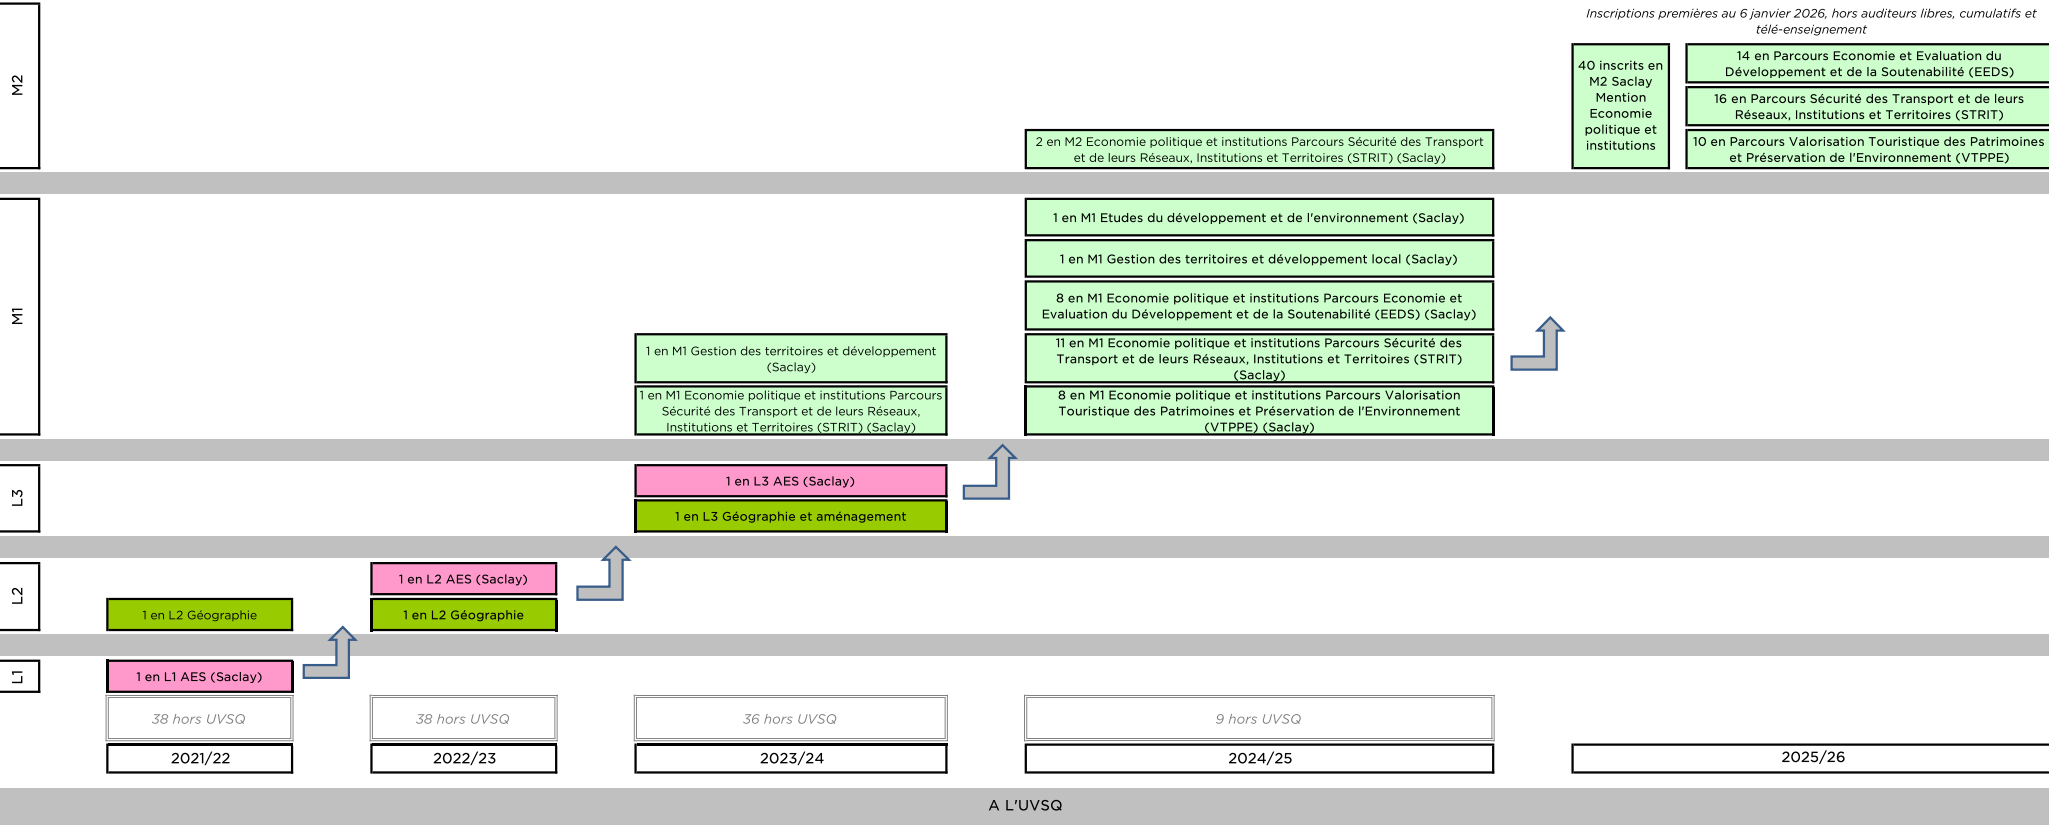 Inscriptions premières au 6 janvier 2026, hors auditeurs libres, cumulatifs et
télé-enseignement
M2
40 inscrits en
M2 Saclay
Mention
Economie
politique et
institutions
14 en Parcours Economie et Evaluation du
Développement et de la Soutenabilité (EEDS)
16 en Parcours Sécurité des Transport et de leurs
Réseaux, Institutions et Territoires (STRIT)
10 en Parcours Valorisation Touristique des Patrimoines
et Préservation de l'Environnement (VTPPE)
2 en M2 Economie politique et institutions Parcours Sécurité des Transport
et de leurs Réseaux, Institutions et Territoires (STRIT) (Saclay)
M1
1 en M1 Etudes du développement et de l'environnement (Saclay)
1 en M1 Gestion des territoires et développement local (Saclay)
8 en M1 Economie politique et institutions Parcours Economie et
Evaluation du Développement et de la Soutenabilité (EEDS) (Saclay)
11 en M1 Economie politique et institutions Parcours Sécurité des
Transport et de leurs Réseaux, Institutions et Territoires (STRIT)
(Saclay)
8 en M1 Economie politique et institutions Parcours Valorisation
Touristique des Patrimoines et Préservation de l'Environnement
(VTPPE) (Saclay)
1 en M1 Gestion des territoires et développement
(Saclay)
1 en M1 Economie politique et institutions Parcours
Sécurité des Transport et de leurs Réseaux,
Institutions et Territoires (STRIT) (Saclay)
L3
1 en L3 AES (Saclay)
1 en L3 Géographie et aménagement
L2
1 en L2 Géographie
1 en L2 AES (Saclay)
1 en L2 Géographie
L1
1 en L1 AES (Saclay)
38 hors UVSQ
38 hors UVSQ
36 hors UVSQ
9 hors UVSQ
2021/22
2022/23
2023/24
2024/25
2025/26
A L'UVSQ